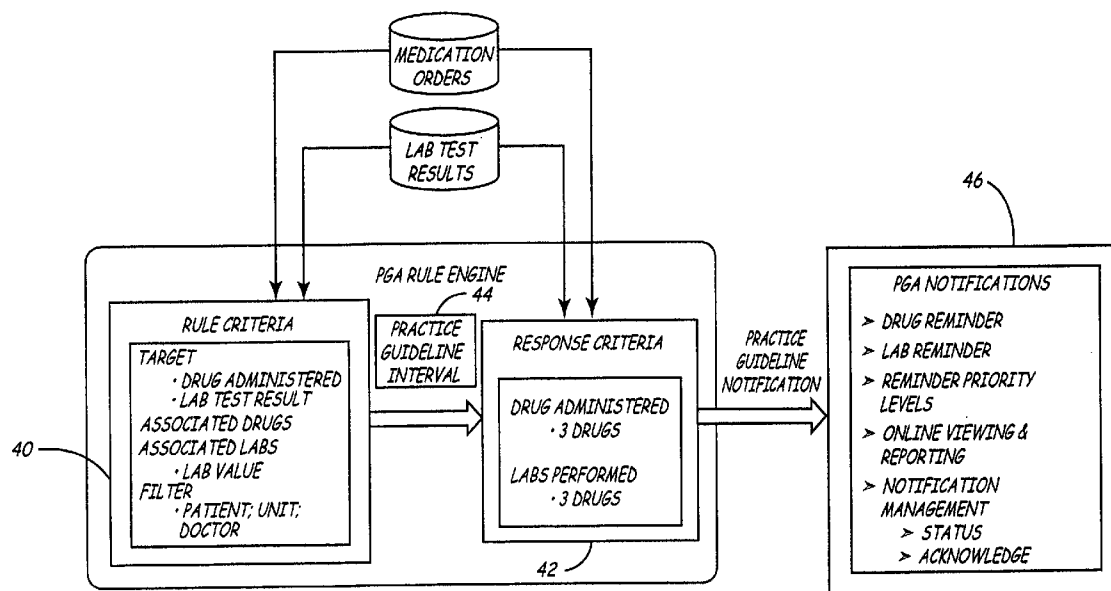 MEDICATION
ORDERS
LAB TEST
RESULTS
46
PGA RULE ENGINE
44
RULE CRITERIA
TARGET
· DRUG ADMINISTERED
· LAB TEST RESULT
ASSOCIATED DRUGS
ASSOCIATED LABS
· LAB VALUE
FILTER
· PATIENT; UNIT;
DOCTOR
40
PRACTICE
GUIDELINE
INTERVAL
RESPONSE CRITERIA
DRUG ADMINISTERED
· 3 DRUGS
LABS PERFORMED
· 3 DRUGS
42
PRACTICE
GUIDELINE
NOTIFICATION
PGA NOTIFICATIONS
➢ DRUG REMINDER
➢ LAB REMINDER
➢ REMINDER PRIORITY
LEVELS
➢ ONLINE VIEWING &
REPORTING
➢ NOTIFICATION
MANAGEMENT
➢ STATUS
➢ ACKNOWLEDGE